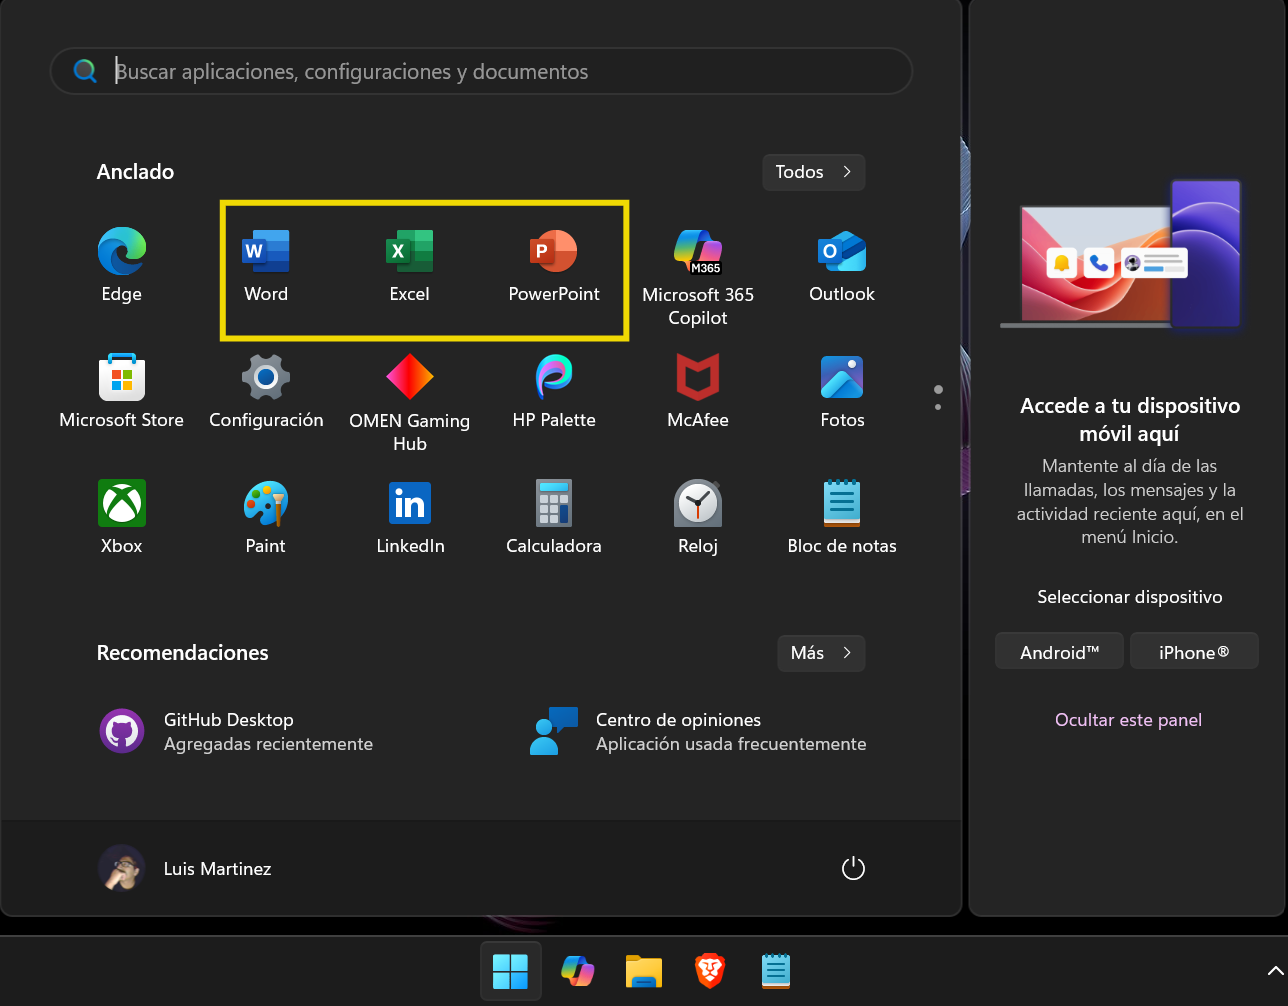 Buscar aplicaciones, configuraciones y documentos
Anclado
Todos
Edge
W
Word
X
Excel
P
PowerPoint
M365
Microsoft 365
Copilot
O
Outlook
Microsoft Store
Configuración
OMEN Gaming
Hub
HP Palette
McAfee
Fotos
Xbox
Paint
in
LinkedIn
Calculadora
Reloj
Bloc de notas
Recomendaciones
Más
GitHub Desktop
Agregadas recientemente
Centro de opiniones
Aplicación usada frecuentemente
Luis Martinez
Accede a tu dispositivo
móvil aquí
Mantente al día de las
llamadas, los mensajes y la
actividad reciente aquí, en el
menú Inicio.
Seleccionar dispositivo
Android™
iPhone®
Ocultar este panel